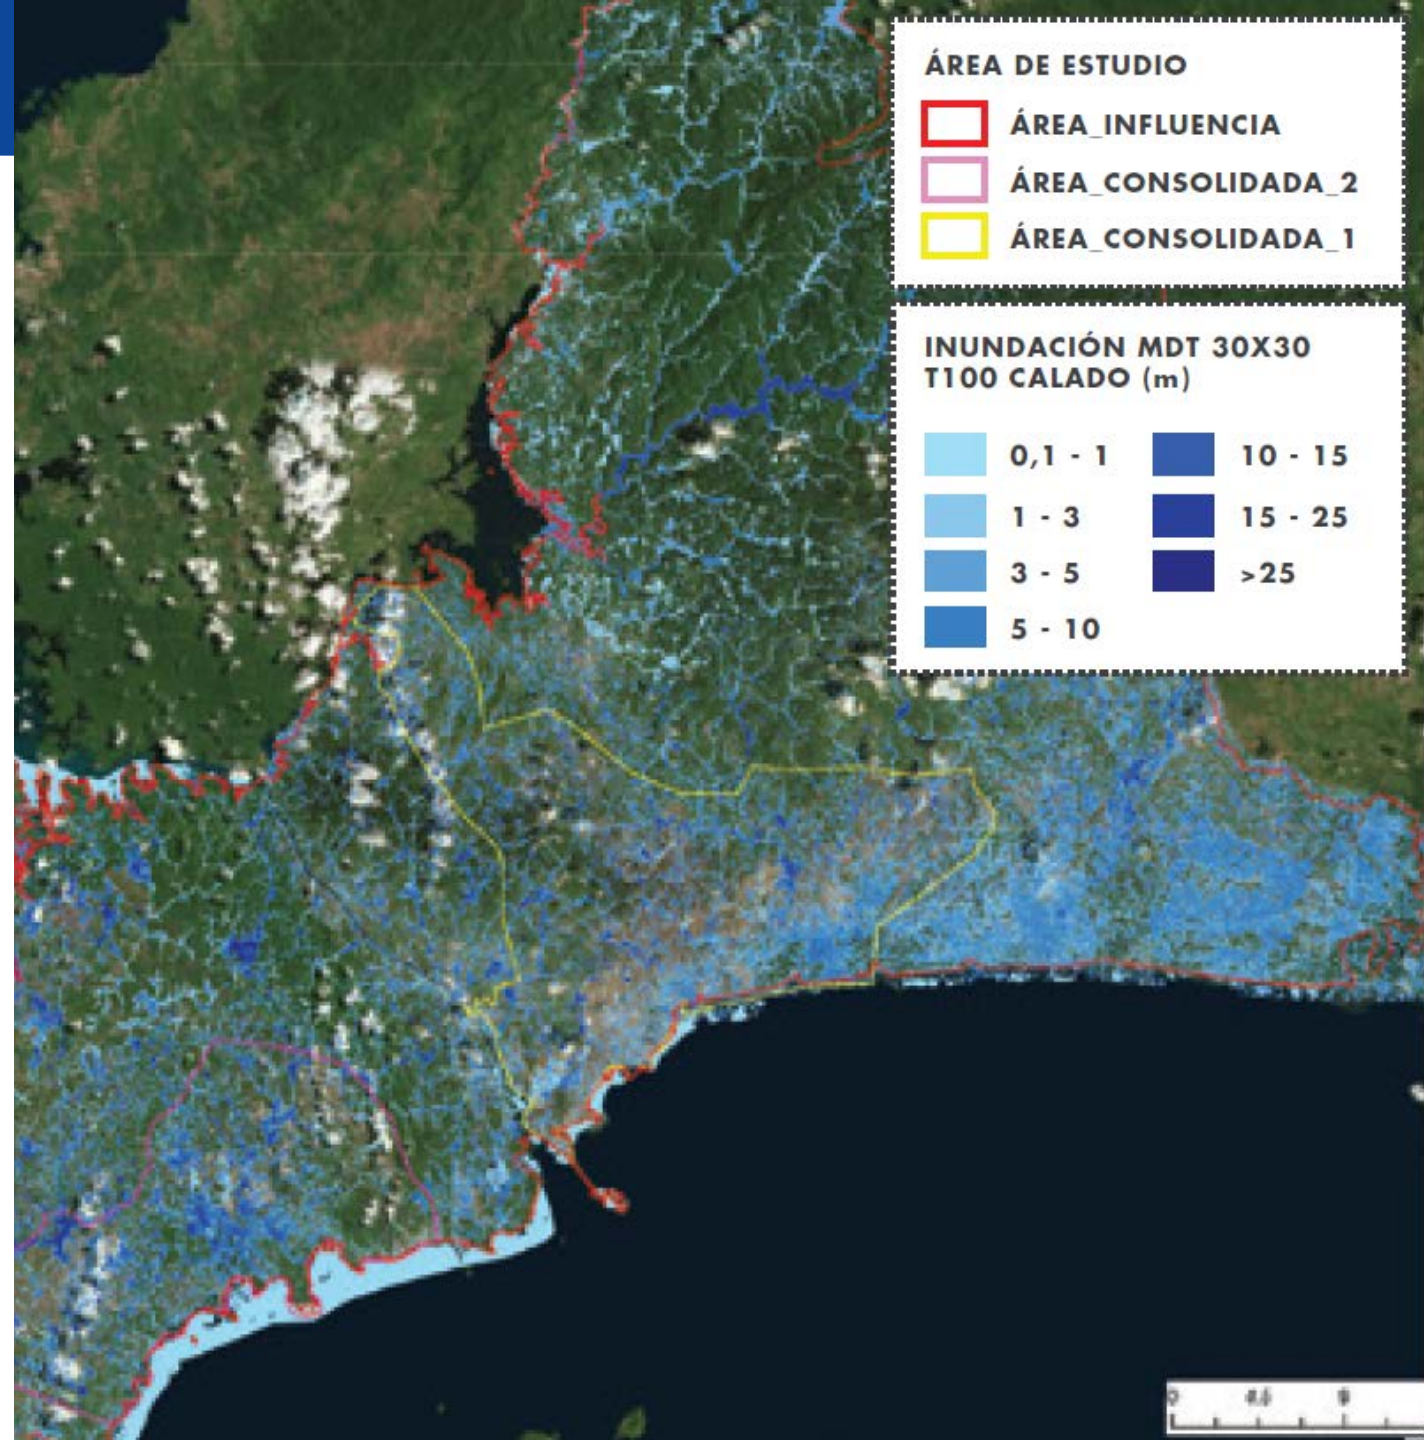 ÁREA DE ESTUDIO
ÁREA_INFLUENCIA
ÁREA_CONSOLIDADA_2
ÁREA_CONSOLIDADA_1
INUNDACIÓN MDT 30X30
T100 CALADO (m)
0,1 - 1
10 - 15
1 - 3
15 - 25
3 - 5
>25
5 - 10
0